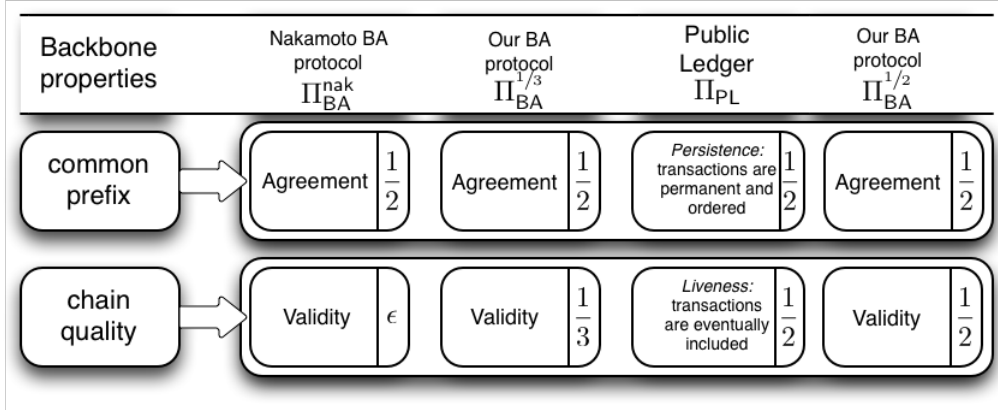 Backbone
properties
Nakamoto BA
protocol
Π^nak_BA
Our BA
protocol
Π^1/3_BA
Public
Ledger
Π_PL
Our BA
protocol
Π^1/2_BA
common
prefix
Agreement
1/2
Agreement
1/2
Persistence:
transactions are
permanent and
ordered
1/2
Agreement
1/2
chain
quality
Validity
ϵ
Validity
1/3
Liveness:
transactions
are eventually
included
1/2
Validity
1/2